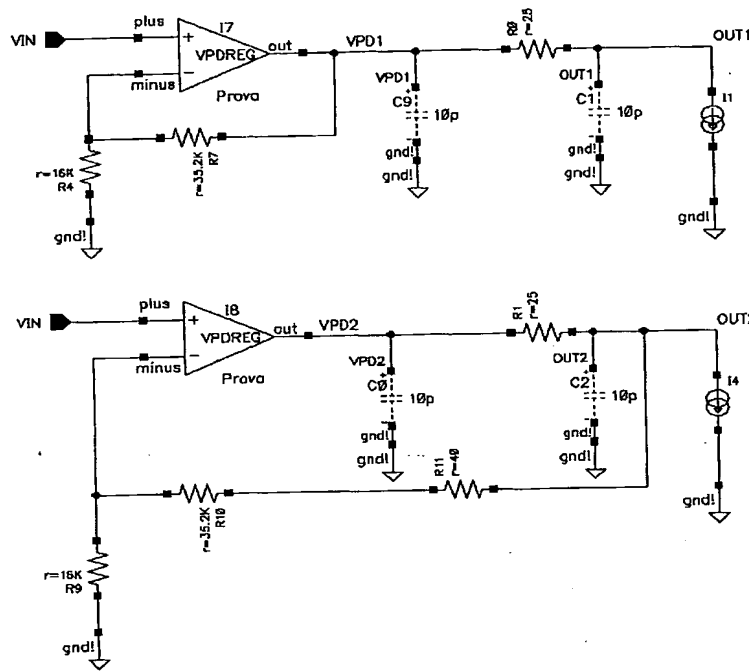 OUT1
R0
r=25
I7
plus
VIN
VPDREG
out
VPD1
minus
Prova
VPD1
C9
10p
gnd!
gnd!
OUT1
C1
10p
gnd!
gnd!
I1
gnd!
r=16K
R4
gnd!
r=35.2K
R7
OUT2
R1
r=25
I8
plus
VIN
VPDREG
out
VPD2
minus
Prova
VPD2
C0
10p
gnd!
gnd!
OUT2
C2
10p
gnd!
gnd!
I4
gnd!
R11
r=40
r=35.2K
R10
r=16K
R9
gnd!